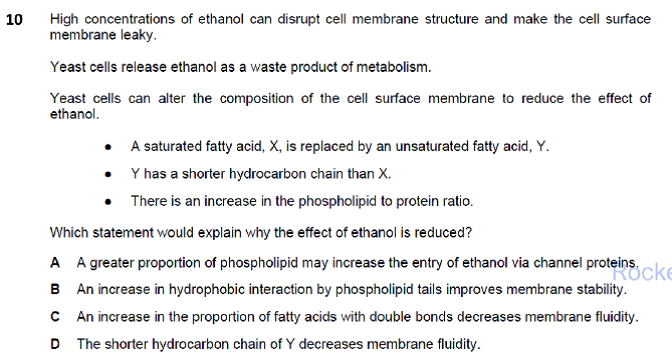 10 High concentrations of ethanol can disrupt cell membrane structure and make the cell surface
membrane leaky.
Yeast cells release ethanol as a waste product of metabolism.
Yeast cells can alter the composition of the cell surface membrane to reduce the effect of
ethanol.
• A saturated fatty acid, X, is replaced by an unsaturated fatty acid, Y.
• Y has a shorter hydrocarbon chain than X.
• There is an increase in the phospholipid to protein ratio.
Which statement would explain why the effect of ethanol is reduced?
A A greater proportion of phospholipid may increase the entry of ethanol via channel proteins.
B An increase in hydrophobic interaction by phospholipid tails improves membrane stability.
C An increase in the proportion of fatty acids with double bonds decreases membrane fluidity.
D The shorter hydrocarbon chain of Y decreases membrane fluidity.